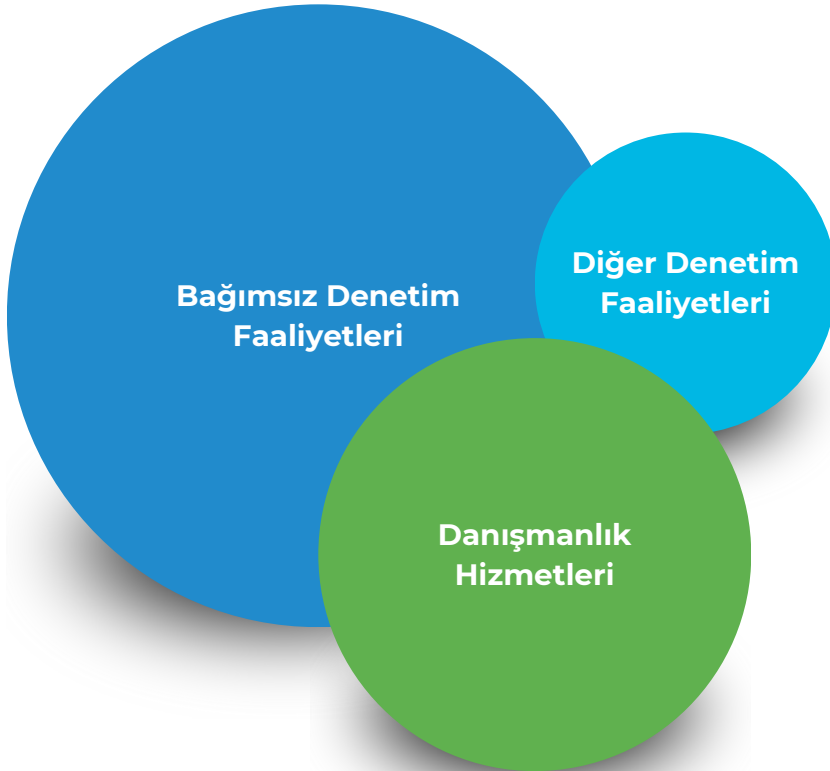 Bağımsız Denetim
Faaliyetleri
Diğer Denetim
Faaliyetleri
Danışmanlık
Hizmetleri